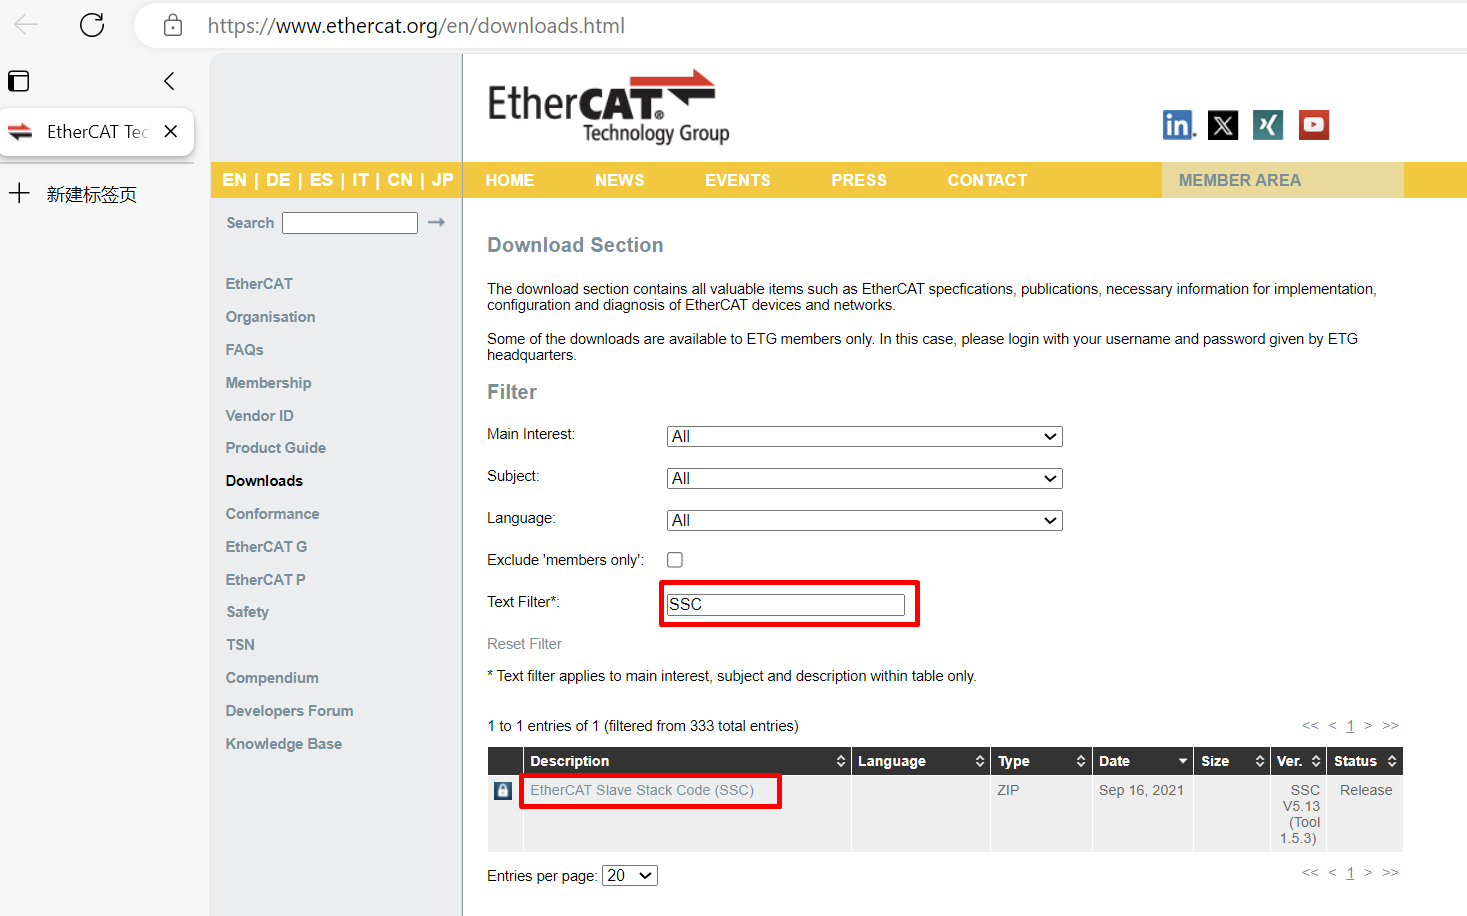 https://www.ethercat.org/en/downloads.html
EtherCAT Tec
新建标签页
EtherCAT®
Technology Group
in
X
EN | DE | ES | IT | CN | JP
HOME NEWS EVENTS PRESS CONTACT MEMBER AREA
Search
EtherCAT
Organisation
FAQs
Membership
Vendor ID
Product Guide
Downloads
Conformance
EtherCAT G
EtherCAT P
Safety
TSN
Compendium
Developers Forum
Knowledge Base
Download Section
The download section contains all valuable items such as EtherCAT specfications, publications, necessary information for implementation,
configuration and diagnosis of EtherCAT devices and networks.
Some of the downloads are available to ETG members only. In this case, please login with your username and password given by ETG
headquarters.
Filter
Main Interest: All
Subject: All
Language: All
Exclude 'members only':
Text Filter*: SSC
Reset Filter
* Text filter applies to main interest, subject and description within table only.
1 to 1 entries of 1 (filtered from 333 total entries) << < 1 > >>
Description Language Type Date Size Ver. Status
EtherCAT Slave Stack Code (SSC) ZIP Sep 16, 2021 SSC Release
V5.13
(Tool
1.5.3)
Entries per page: 20 << < 1 > >>